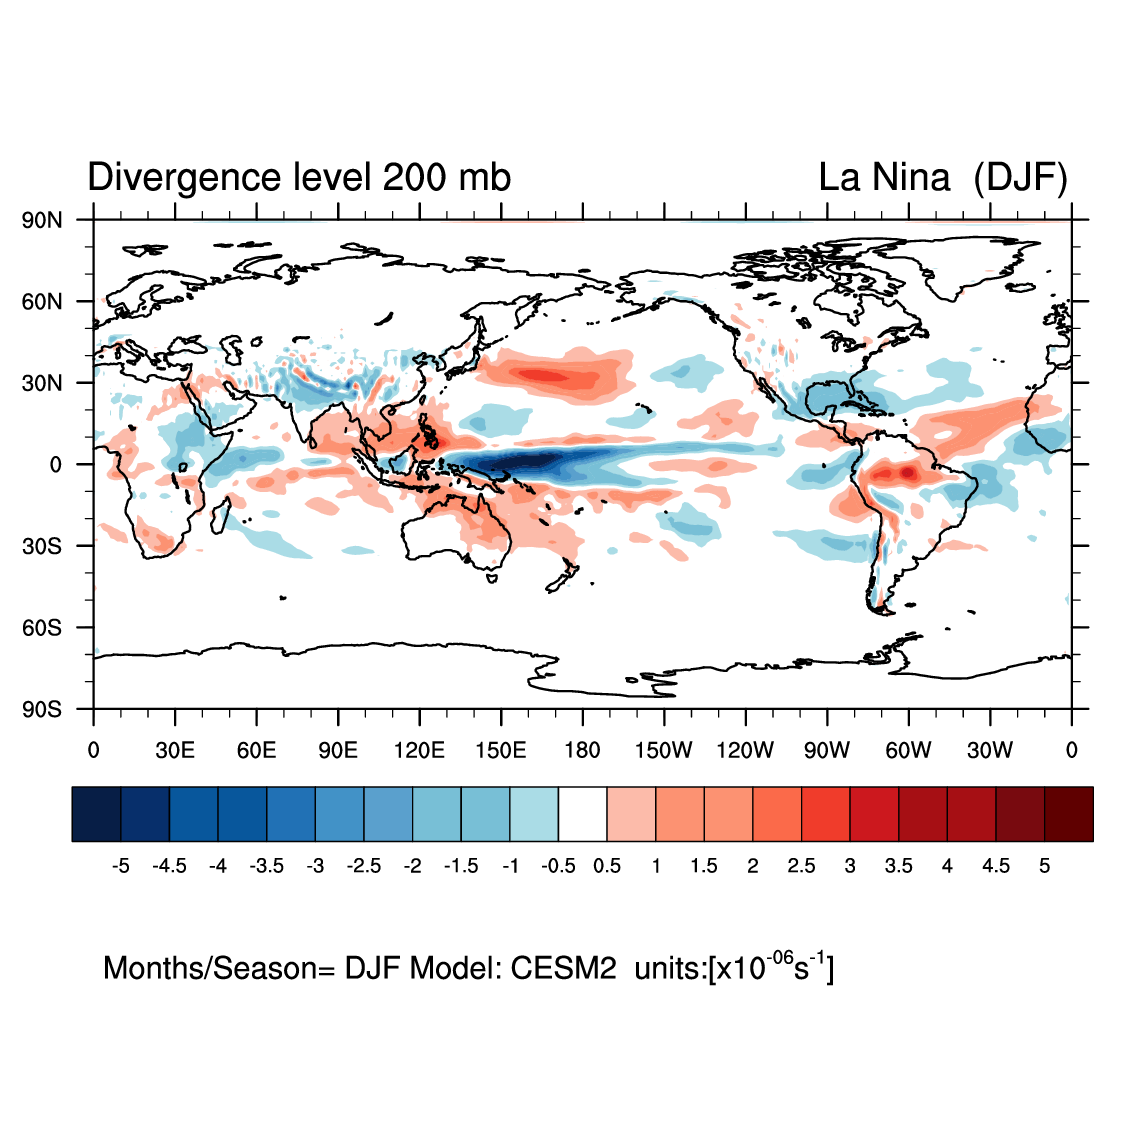 Divergence level 200 mb La Nina (DJF)
90N
60N
30N
0
30S
60S
90S
0 30E 60E 90E 120E 150E 180 150W 120W 90W 60W 30W 0
-5 -4.5 -4 -3.5 -3 -2.5 -2 -1.5 -1 -0.5 0.5 1 1.5 2 2.5 3 3.5 4 4.5 5
Months/Season= DJF Model: CESM2 units:[x10⁻⁰⁶s⁻¹]